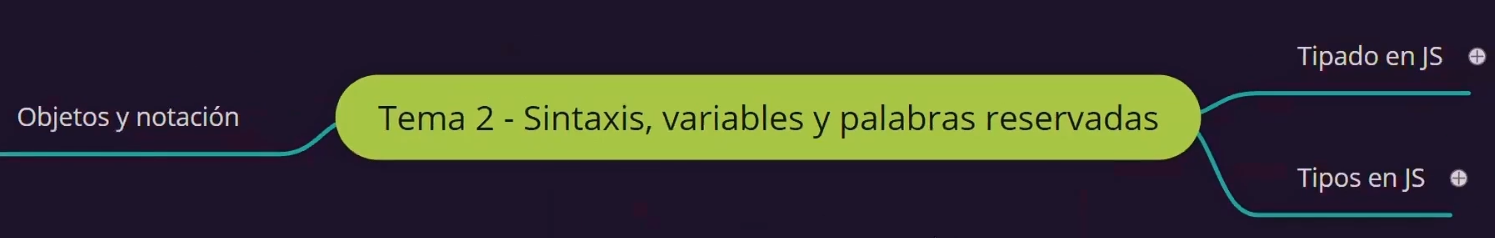 Objetos y notación
Tema 2 - Sintaxis, variables y palabras reservadas
Tipado en JS
Tipos en JS